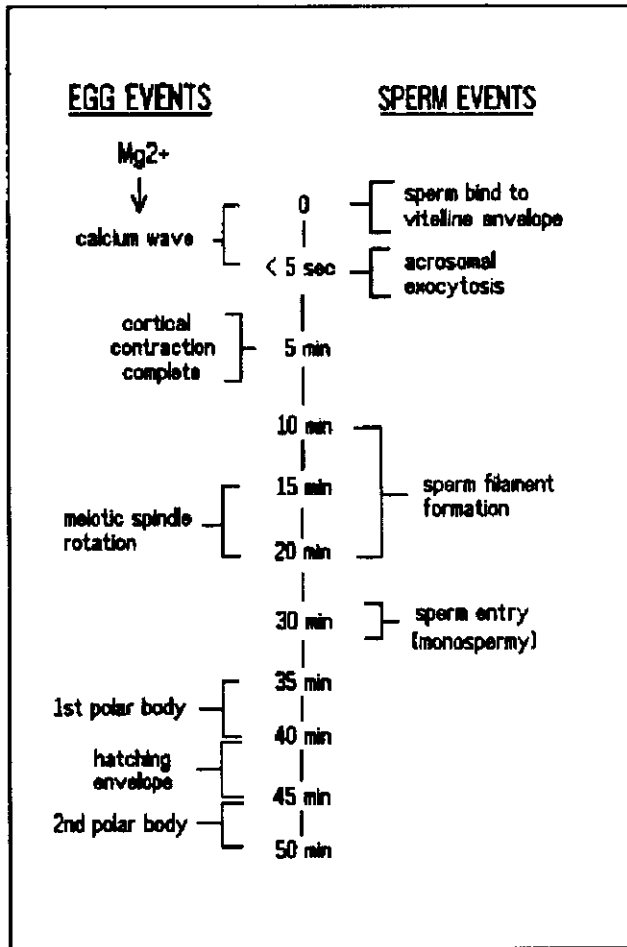 EGG EVENTS
SPERM EVENTS
Mg2+
0
sperm bind to
vitelline envelope
calcium wave
< 5 sec
acrosomal
exocytosis
cortical
contraction
complete
5 min
10 min
15 min
sperm filament
formation
meiotic spindle
rotation
20 min
30 min
sperm entry
(monospermy)
35 min
1st polar body
40 min
hatching
envelope
45 min
2nd polar body
50 min